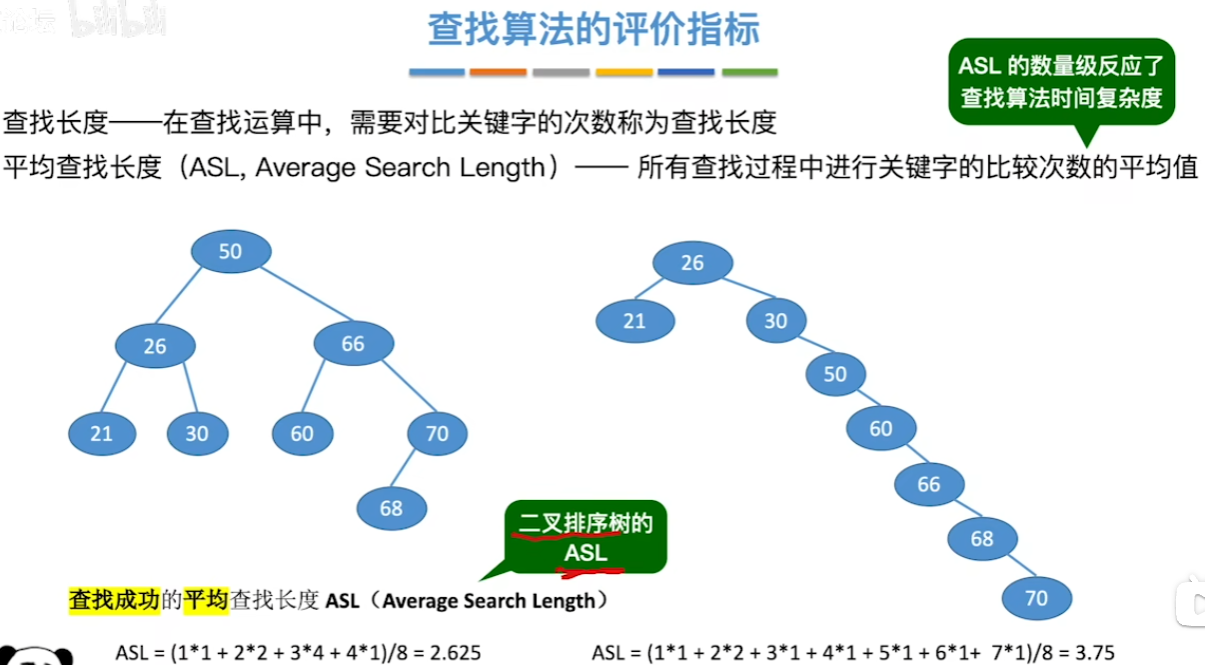 论坛 bilibili
查找算法的评价指标
ASL 的数量级反应了
查找算法时间复杂度
查找长度——在查找运算中，需要对比关键字的次数称为查找长度
平均查找长度（ASL, Average Search Length）—— 所有查找过程中进行关键字的比较次数的平均值
50
26
66
21
30
60
70
68
26
21
30
50
60
66
68
70
二叉排序树的
ASL
查找成功的平均查找长度 ASL（Average Search Length）
ASL = (1*1 + 2*2 + 3*4 + 4*1)/8 = 2.625
ASL = (1*1 + 2*2 + 3*1 + 4*1 + 5*1 + 6*1+ 7*1)/8 = 3.75